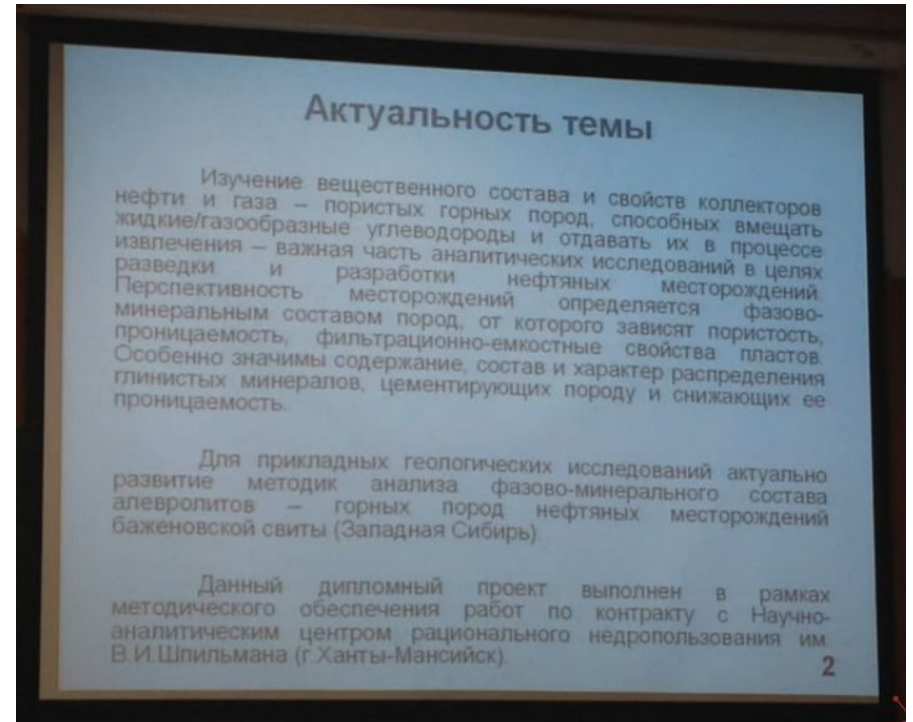 Актуальность темы
Изучение вещественного состава и свойств коллекторов
нефти и газа – пористых горных пород, способных вмещать
жидкие/газообразные углеводороды и отдавать их в процессе
извлечения – важная часть аналитических исследований в целях
разведки и разработки нефтяных месторождений.
Перспективность месторождений определяется фазово-
минеральным составом пород, от которого зависят пористость,
проницаемость, фильтрационно-емкостные свойства пластов.
Особенно значимы содержание, состав и характер распределения
глинистых минералов, цементирующих породу и снижающих ее
проницаемость.
Для прикладных геологических исследований актуально
развитие методик анализа фазово-минерального состава
алевролитов – горных пород нефтяных месторождений
баженовской свиты (Западная Сибирь).
Данный дипломный проект выполнен в рамках
методического обеспечения работ по контракту с Научно-
аналитическим центром рационального недропользования им.
В.И.Шпильмана (г.Ханты-Мансийск).
2